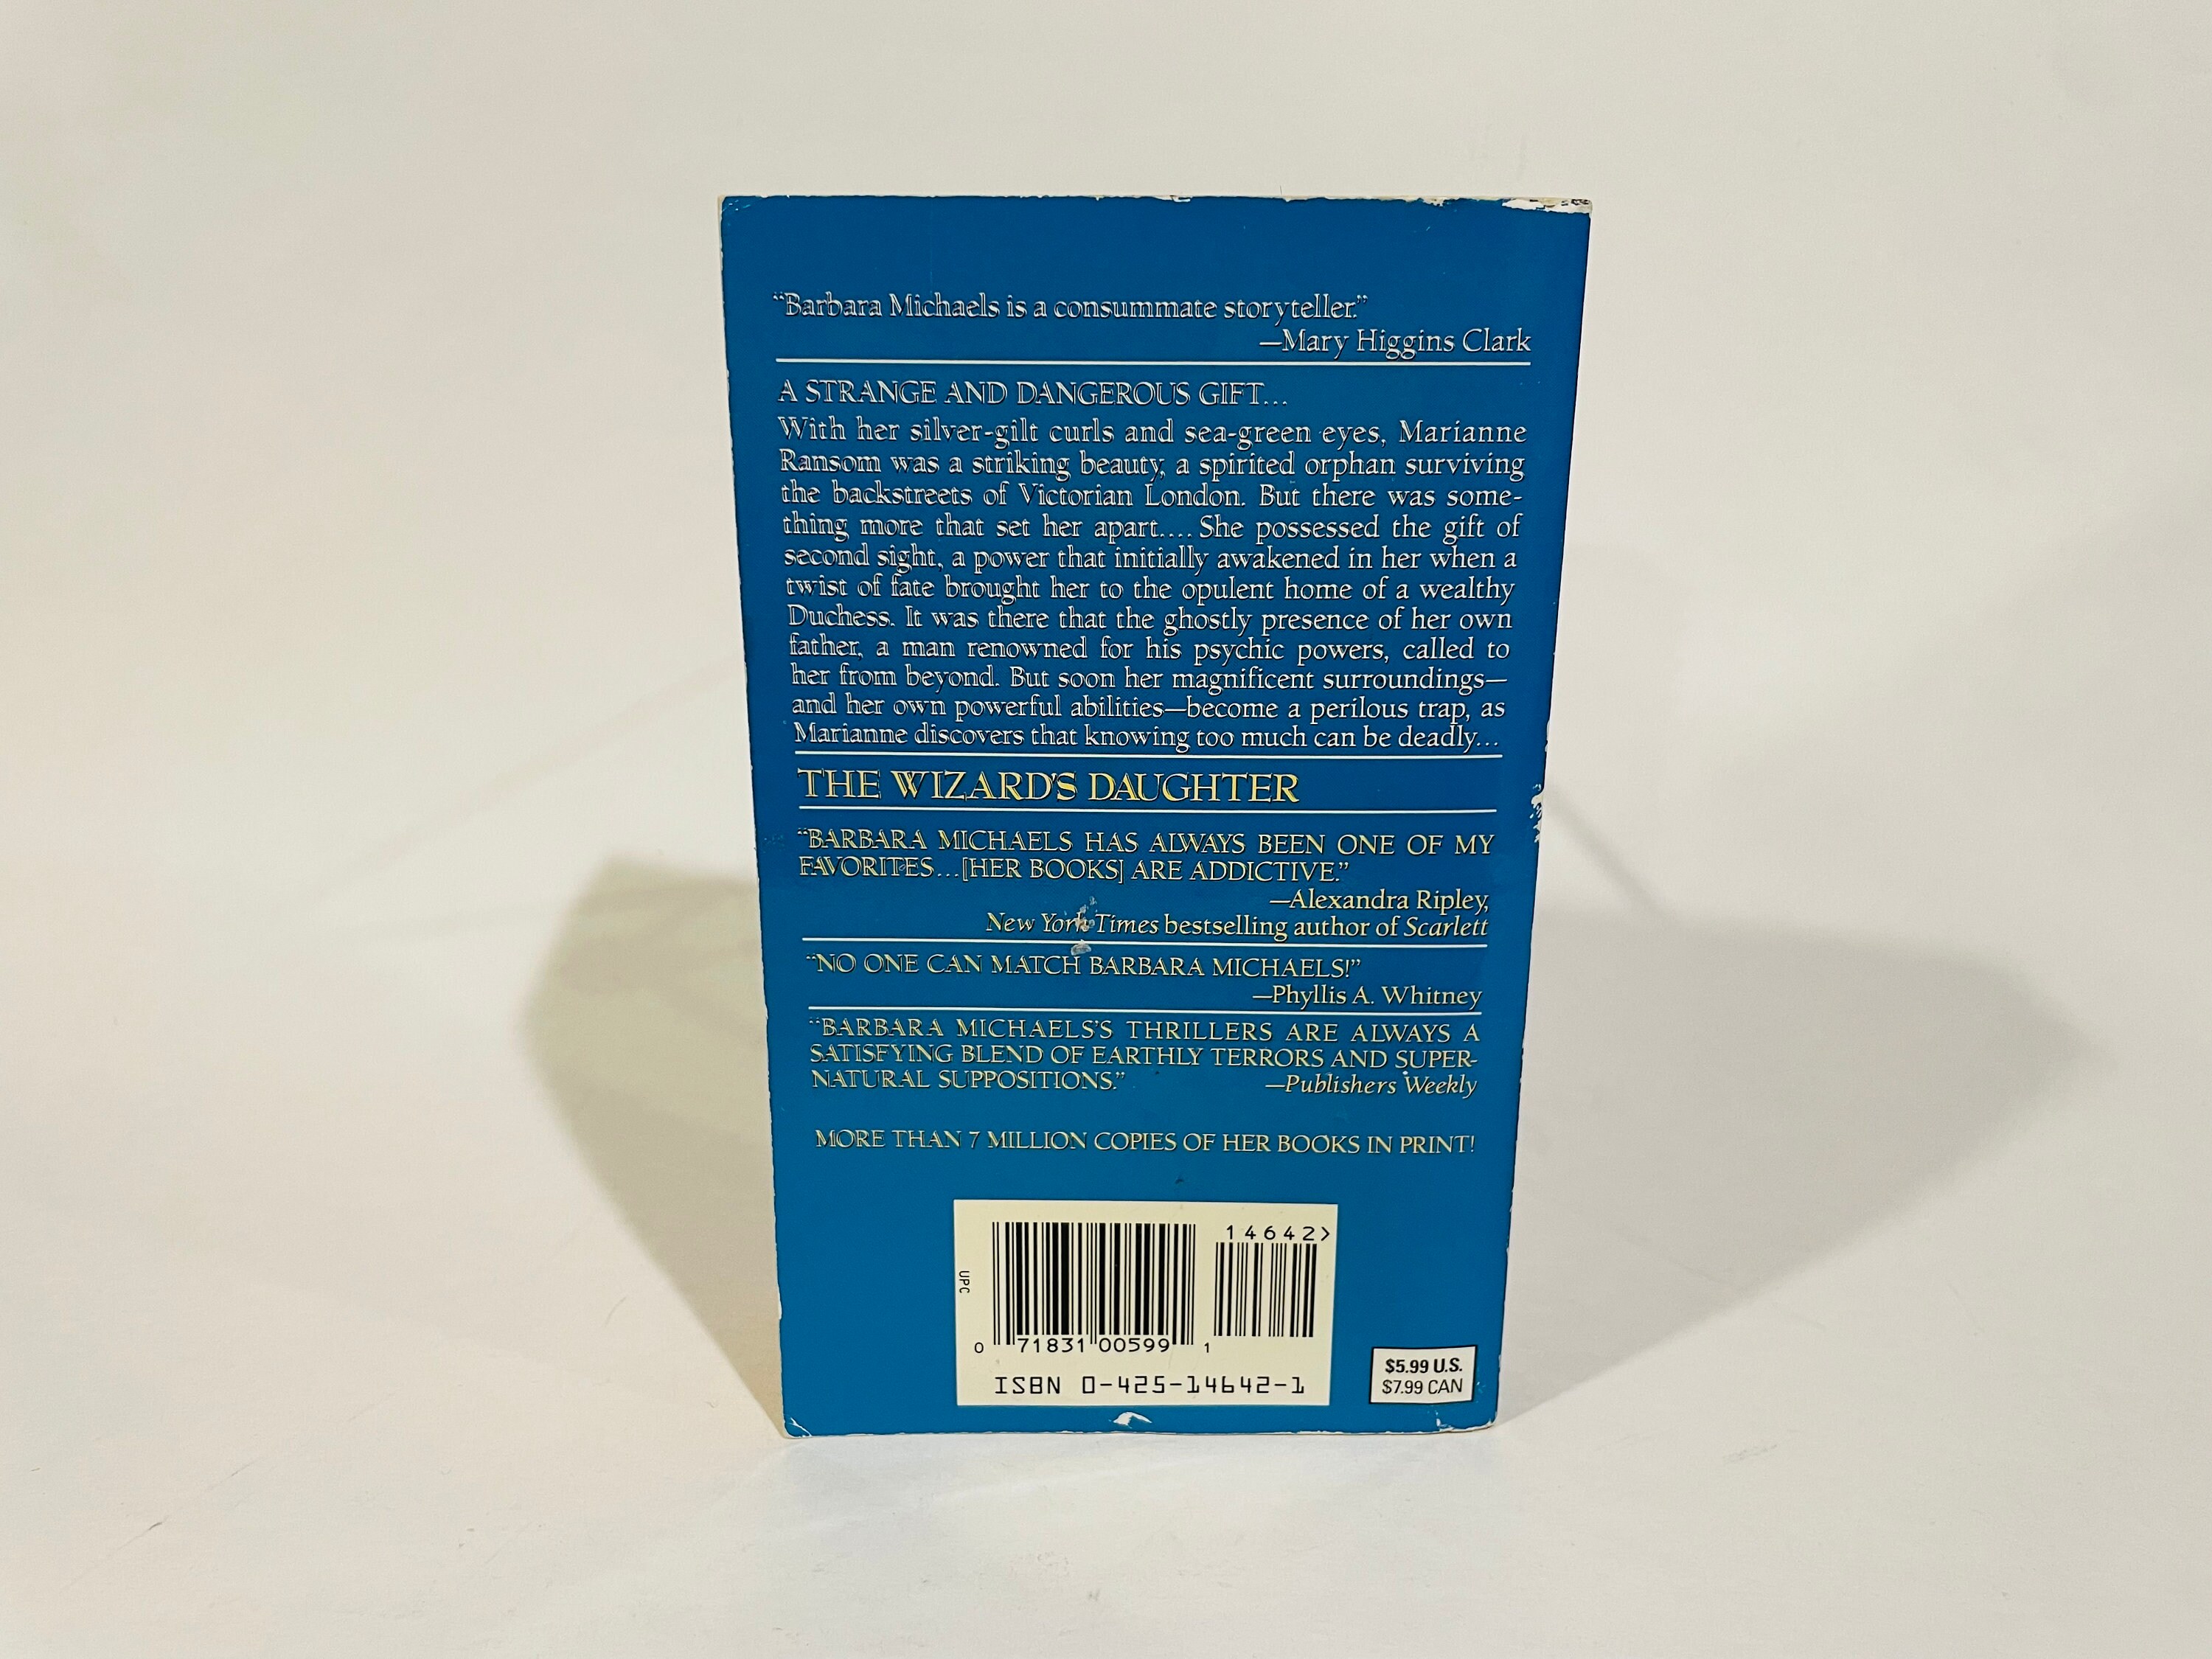 “Barbara Michaels is a consummate storyteller.”
—Mary Higgins Clark
A STRANGE AND DANGEROUS GIFT...
With her silver-gilt curls and sea-green eyes, Marianne
Ransom was a striking beauty, a spirited orphan surviving
the backstreets of Victorian London. But there was some-
thing more that set her apart.... She possessed the gift of
second sight, a power that initially awakened in her when a
twist of fate brought her to the opulent home of a wealthy
Duchess. It was there that the ghostly presence of her own
father, a man renowned for his psychic powers, called to
her from beyond. But soon her magnificent surroundings—
and her own powerful abilities—become a perilous trap, as
Marianne discovers that knowing too much can be deadly...
THE WIZARD'S DAUGHTER
“BARBARA MICHAELS HAS ALWAYS BEEN ONE OF MY
FAVORITES...[HER BOOKS] ARE ADDICTIVE.”
—Alexandra Ripley,
New York Times bestselling author of Scarlett
“NO ONE CAN MATCH BARBARA MICHAELS!”
—Phyllis A. Whitney
“BARBARA MICHAELS'S THRILLERS ARE ALWAYS A
SATISFYING BLEND OF EARTHLY TERRORS AND SUPER-
NATURAL SUPPOSITIONS.” —Publishers Weekly
MORE THAN 7 MILLION COPIES OF HER BOOKS IN PRINT!
14642>
UPC
0 71831 00599 1
ISBN 0-425-14642-1
$5.99 U.S.
$7.99 CAN